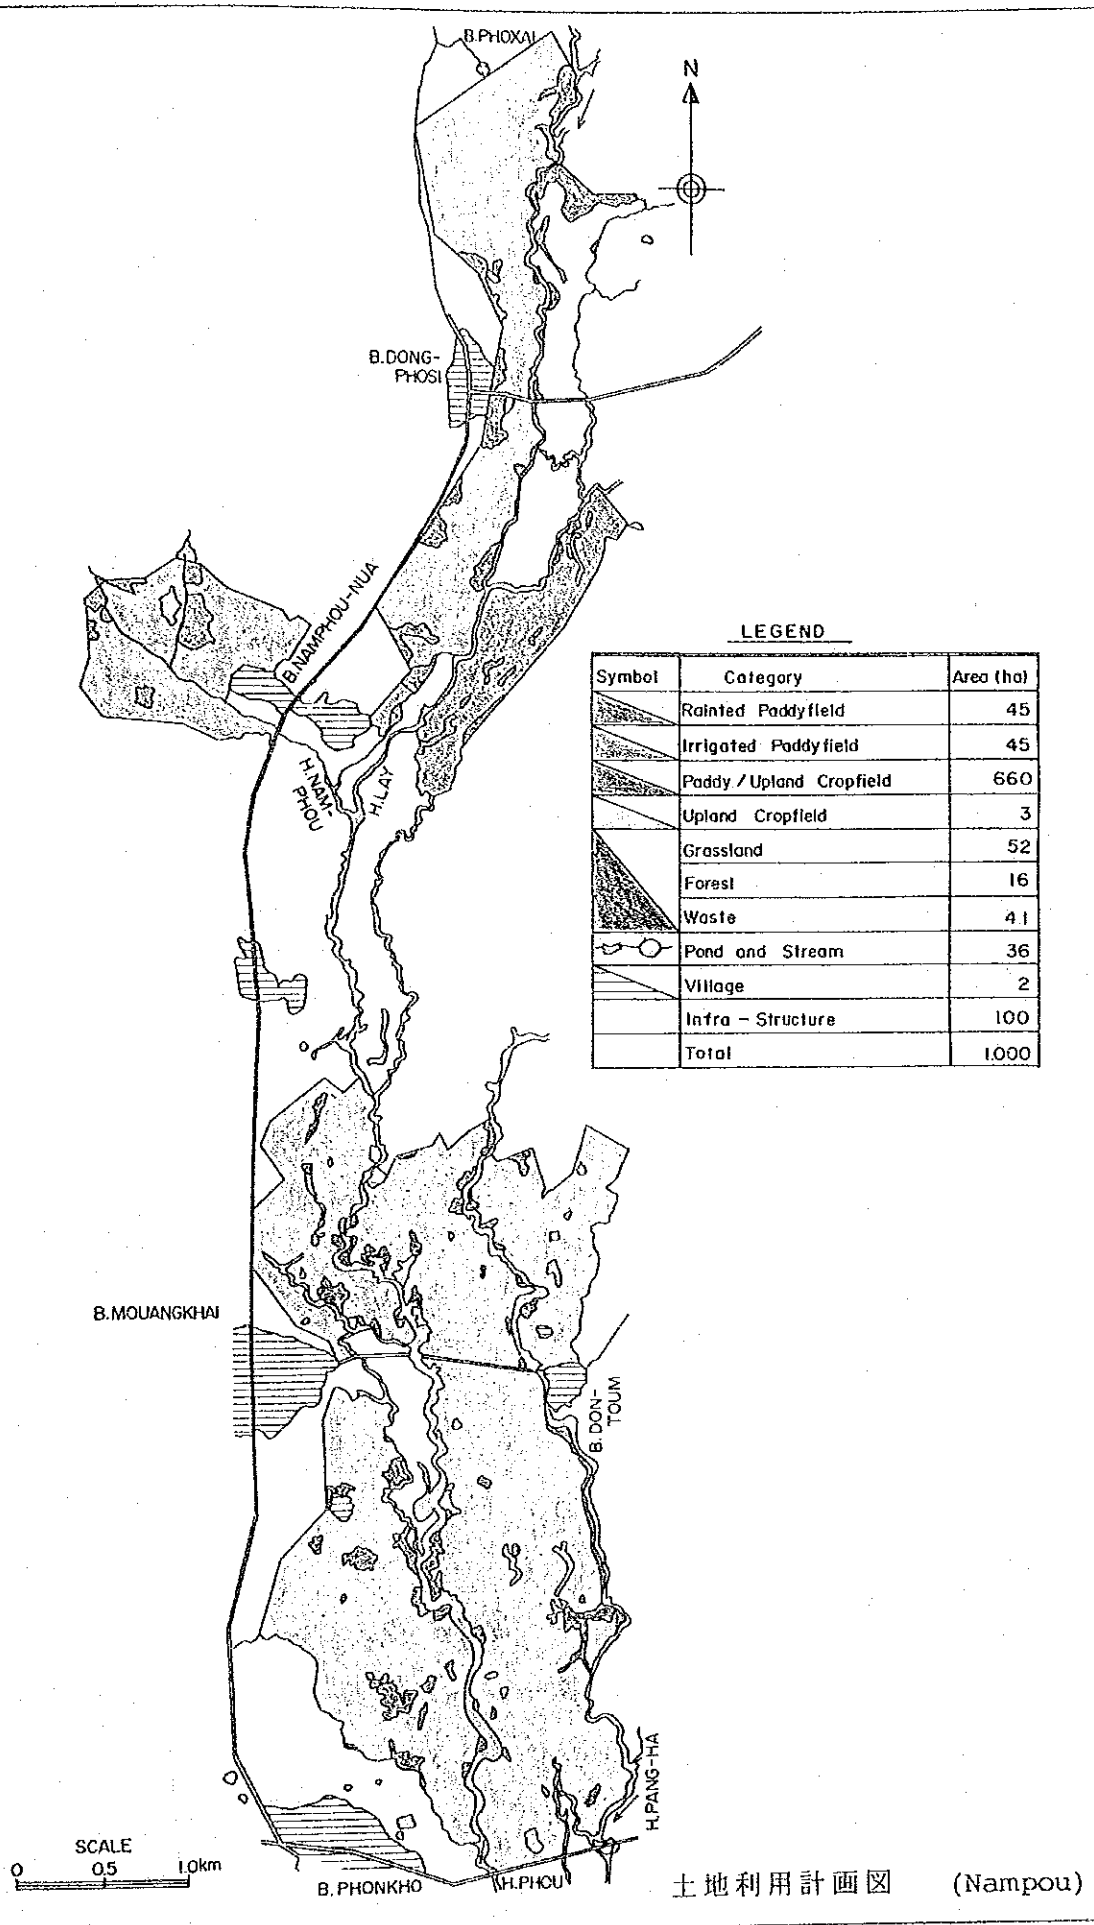 B.PHOXAI
N
B.DONG-
PHOSI
B.NAMPHOU-NUA
H.NAM-
PHOU
H.LAY
LEGEND
Symbol Category Area (ha)
Rainted Paddyfield 45
Irrigated Paddyfield 45
Paddy / Upland Cropfield 660
Upland Cropfield 3
Grassland 52
Forest 16
Waste 41
Pond and Stream 36
Village 2
Infra - Structure 100
Total 1.000
B.MOUANGKHAI
B.DON-
TOUM
H.PANG-HA
SCALE
0 0.5 1.0km
B.PHONKHO
H.PHOU
土地利用計画図 (Nampou)